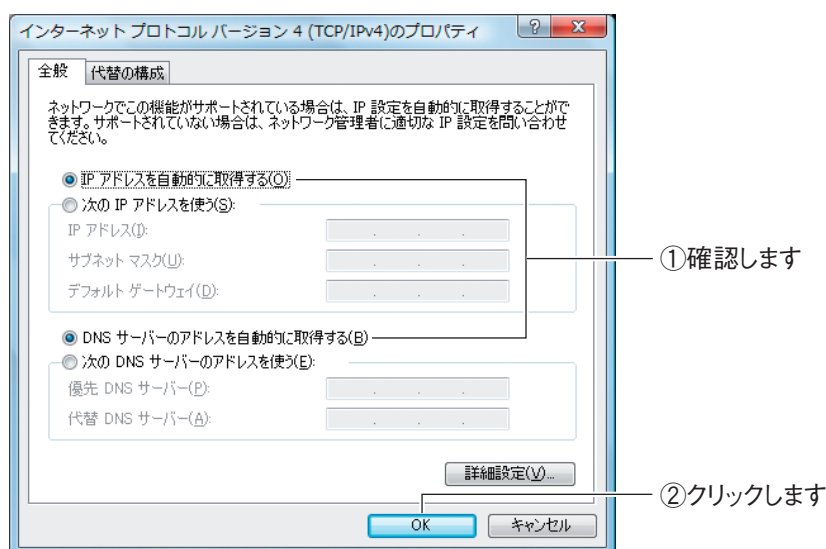 インターネット プロトコル バージョン 4 (TCP/IPv4)のプロパティ
全般 代替の構成
ネットワークでこの機能がサポートされている場合は、IP 設定を自動的に取得することがで
きます。サポートされていない場合は、ネットワーク管理者に適切な IP 設定を問い合わせ
てください。
IP アドレスを自動的に取得する(O)
次の IP アドレスを使う(S):
IP アドレス(I):
サブネット マスク(U):
デフォルト ゲートウェイ(D):
①確認します
DNS サーバーのアドレスを自動的に取得する(B)
次の DNS サーバーのアドレスを使う(E):
優先 DNS サーバー(P):
代替 DNS サーバー(A):
詳細設定(V)...
②クリックします
OK キャンセル